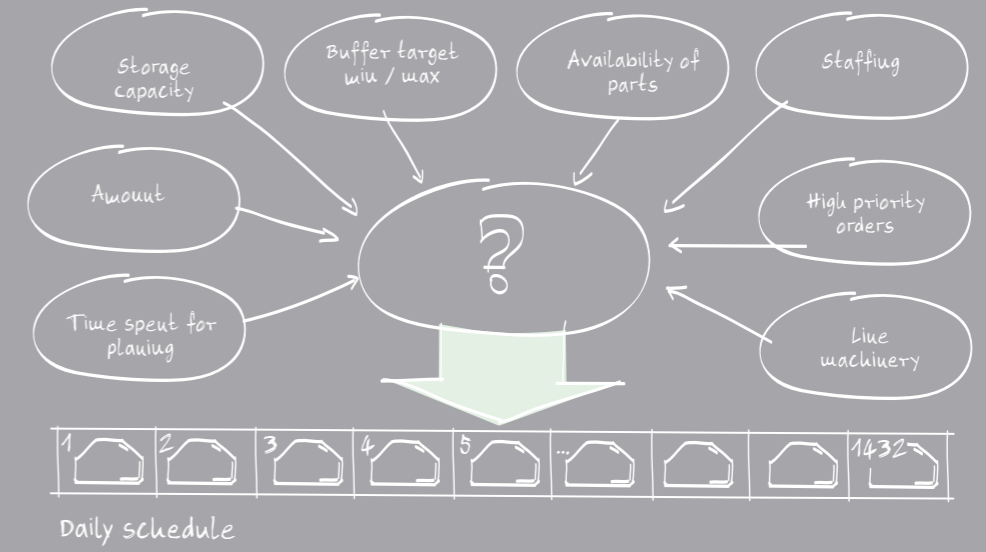 Storage
capacity
Buffer target
min / max
Availability of
parts
Staffing
Amount
High priority
orders
Time spent for
planing
Line
machinery
?
1
2
3
4
5
...
1432
Daily schedule